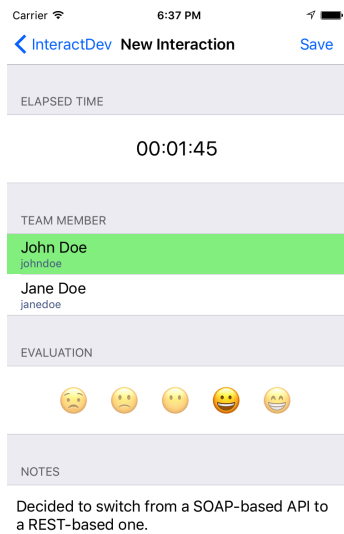 Carrier 6:37 PM
InteractDev New Interaction Save
ELAPSED TIME
00:01:45
TEAM MEMBER
John Doe
johndoe
Jane Doe
janedoe
EVALUATION
NOTES
Decided to switch from a SOAP-based API to
a REST-based one.